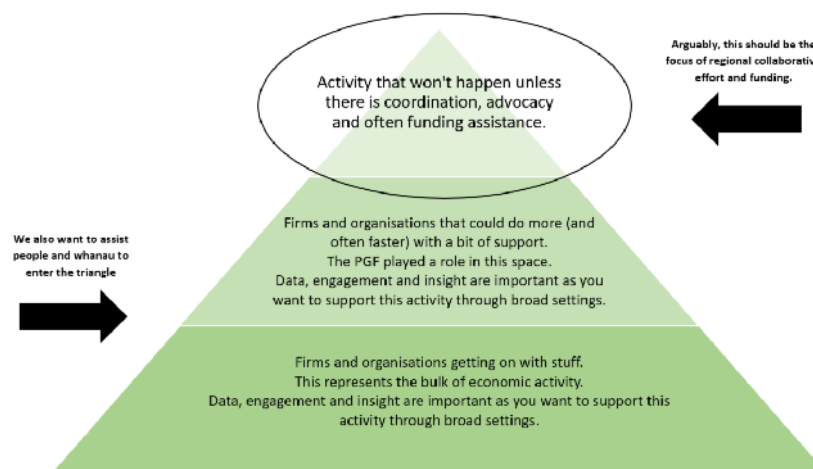 Arguably, this should be the
focus of regional collaborativ
effort and funding.
Activity that won't happen unless
there is coordination, advocacy
and often funding assistance.
We also want to assist
people and whanau to
enter the triangle
Firms and organisations that could do more (and
often faster) with a bit of support.
The PGF played a role in this space.
Data, engagement and insight are important as you
want to support this activity through broad settings.
Firms and organisations getting on with stuff.
This represents the bulk of economic activity.
Data, engagement and insight are important as you want to support this
activity through broad settings.